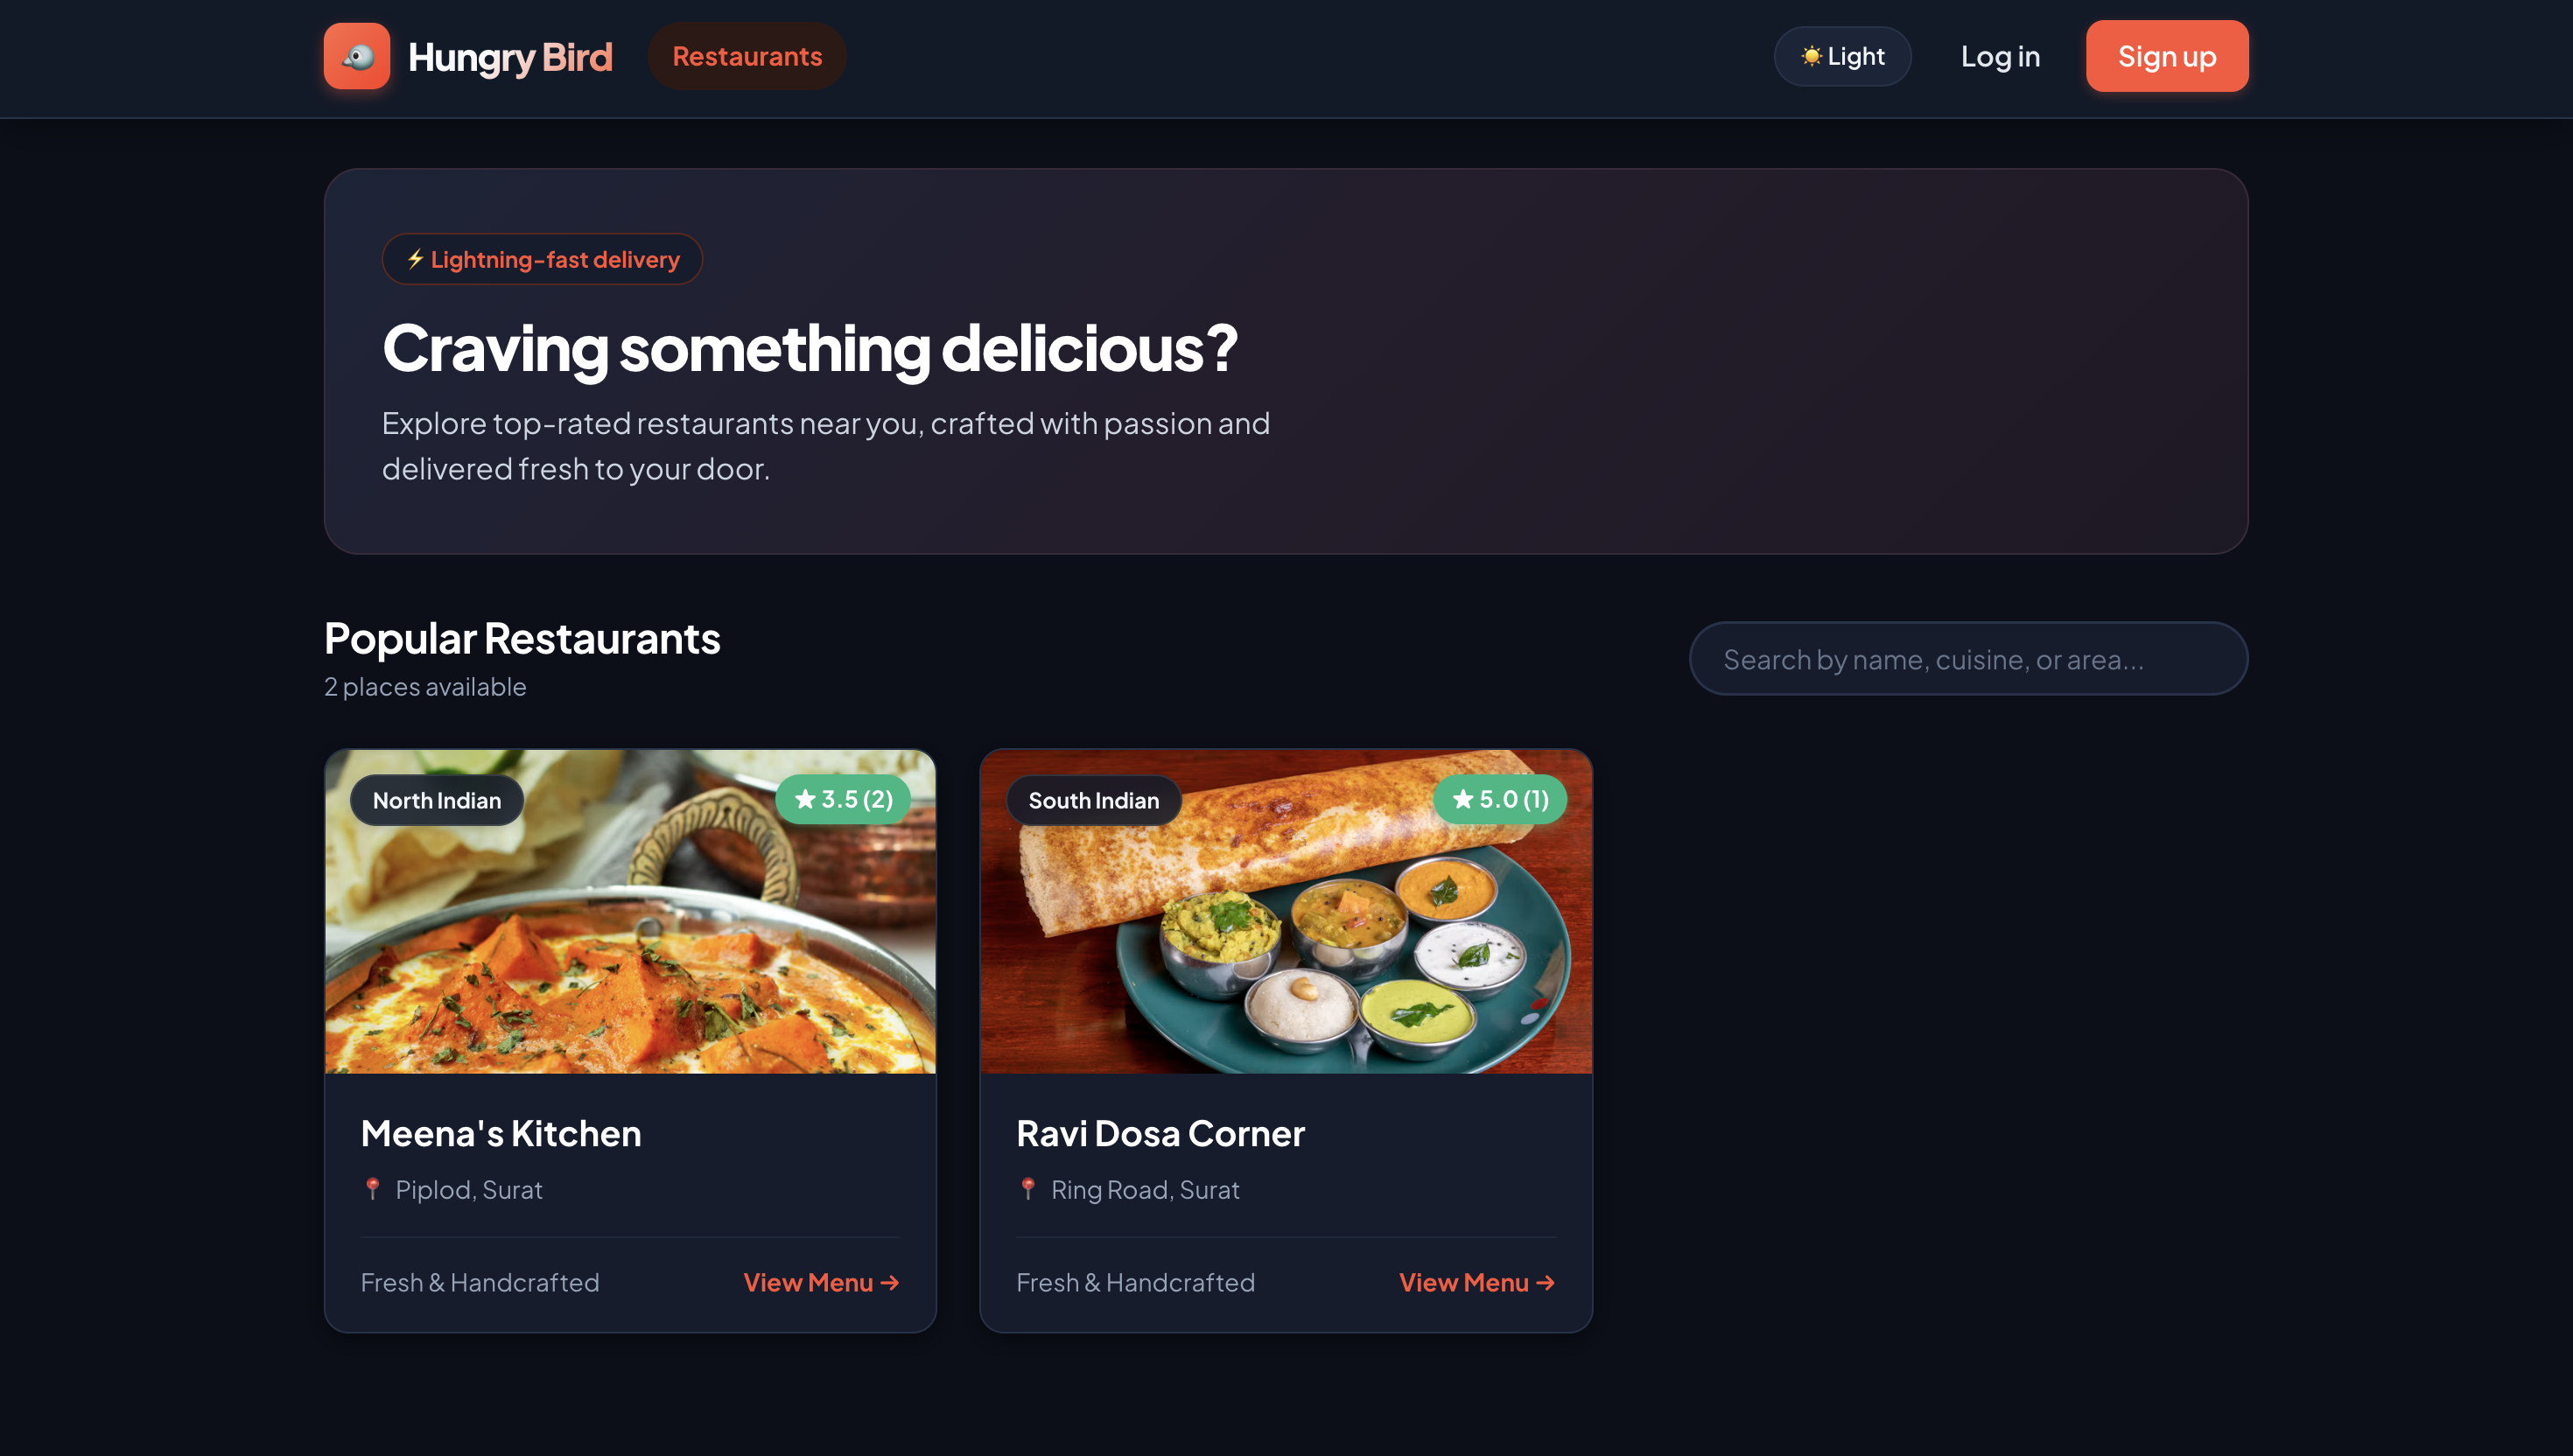 Hungry Bird
Restaurants
Light
Log in
Sign up
Lightning-fast delivery
Craving something delicious?
Explore top-rated restaurants near you, crafted with passion and
delivered fresh to your door.
Popular Restaurants
2 places available
Search by name, cuisine, or area...
North Indian
★ 3.5 (2)
South Indian
★ 5.0 (1)
Meena's Kitchen
Piplod, Surat
Fresh & Handcrafted
View Menu →
Ravi Dosa Corner
Ring Road, Surat
Fresh & Handcrafted
View Menu →